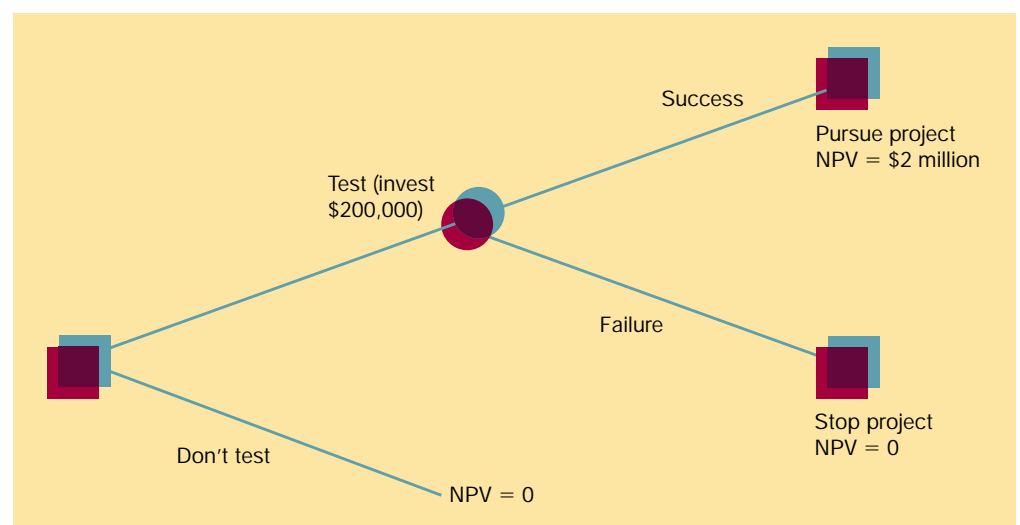 Success
Pursue project
NPV = $2 million
Test (invest
$200,000)
Failure
Stop project
NPV = 0
Don't test
NPV = 0